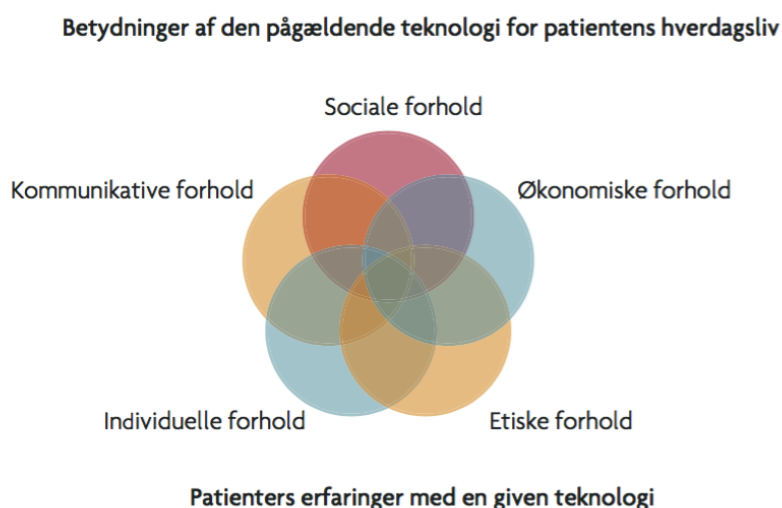 Betydninger af den pågældende teknologi for patientens hverdagsliv
Sociale forhold
Kommunikative forhold
Økonomiske forhold
Individuelle forhold
Etiske forhold
Patienters erfaringer med en given teknologi